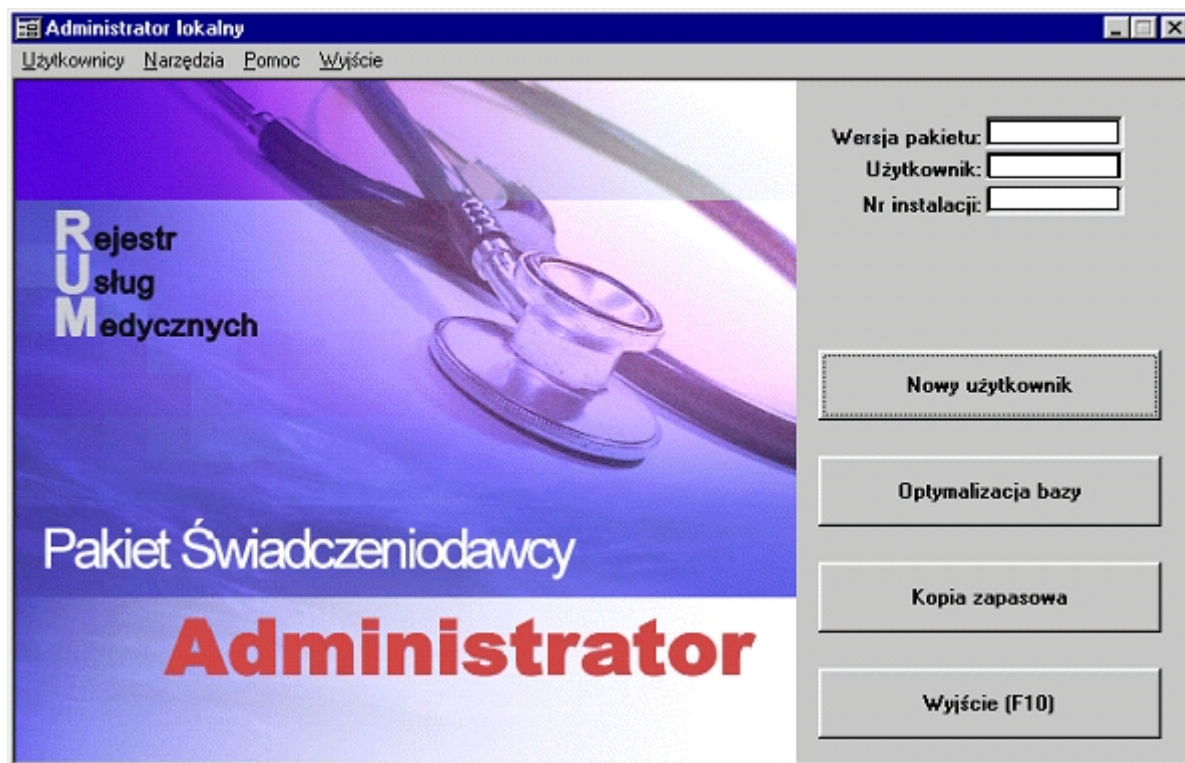 Administrator lokalny
Użytkownicy Narzędzia Pomoc Wyjście
Rejestr
Usług
Medycznych
Pakiet Świadczeniodawcy
Administrator
Wersja pakietu:
Użytkownik:
Nr instalacji:
Nowy użytkownik
Optymalizacja bazy
Kopia zapasowa
Wyjście (F10)